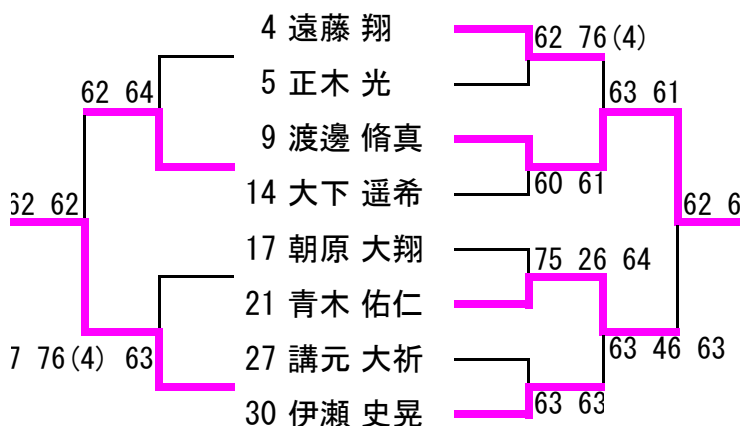 4 遠藤 翔
62 76(4)
5 正木 光
62 64
63 61
9 渡邊 脩真
60 61
14 大下 遥希
62 62
62 6
17 朝原 大翔
75 26 64
21 青木 佑仁
7 76(4) 63
27 講元 大祈
63 46 63
63 63
30 伊瀬 史晃